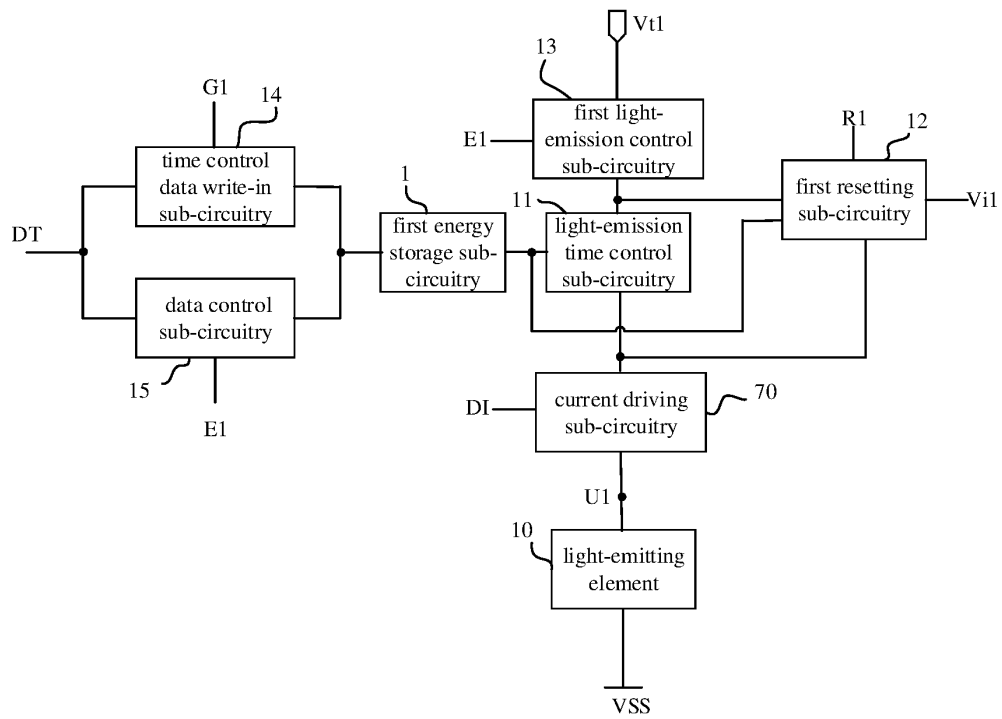 Vt1
13
G1
14
first light-
emission control
sub-circuitry
E1
R1
12
time control
data write-in
sub-circuitry
1
11
first resetting
sub-circuitry
Vi1
DT
first energy
storage sub-
circuitry
light-emission
time control
sub-circuitry
data control
sub-circuitry
15
E1
DI
current driving
sub-circuitry
70
U1
10
light-emitting
element
VSS